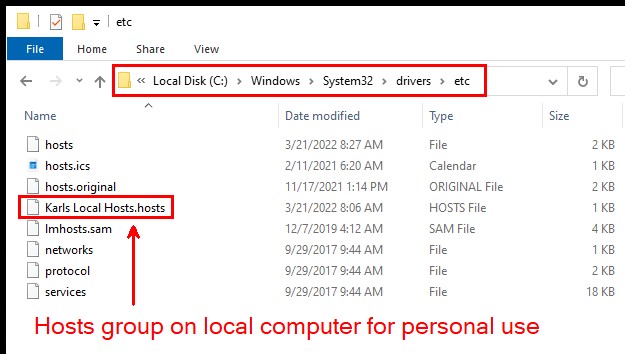 etc
File Home Share View
« Local Disk (C:) > Windows > System32 > drivers > etc
Name Date modified Type Size
hosts 3/21/2022 8:27 AM File 2 KB
hosts.ics 2/11/2021 6:20 AM Calendar 1 KB
hosts.original 11/17/2021 1:14 PM ORIGINAL File 2 KB
Karls Local Hosts.hosts 3/21/2022 8:06 AM HOSTS File 1 KB
lmhosts.sam 12/7/2019 4:12 AM SAM File 4 KB
networks 9/29/2017 9:44 AM File 1 KB
protocol 9/29/2017 9:44 AM File 2 KB
services 9/29/2017 9:44 AM File 18 KB
Hosts group on local computer for personal use